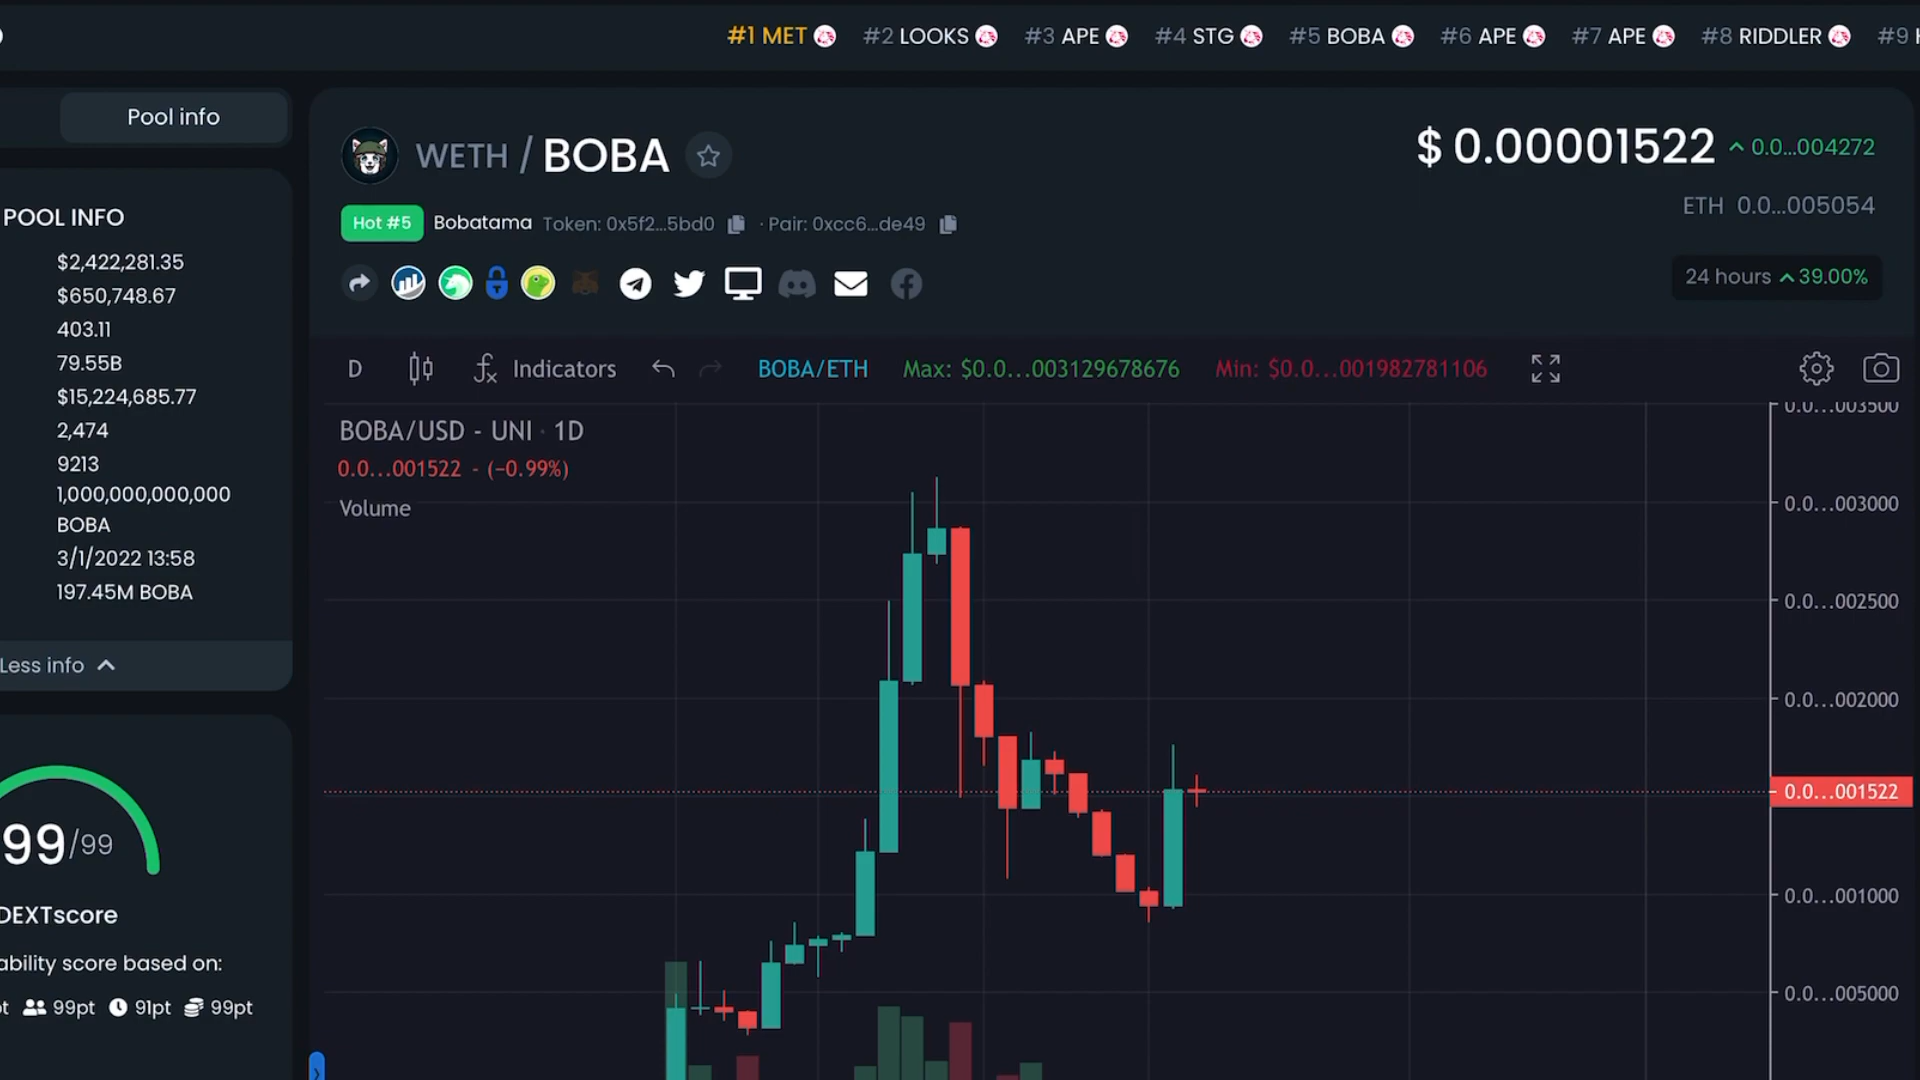 #1 MET #2 LOOKS #3 APE #4 STG #5 BOBA #6 APE #7 APE #8 RIDDLER #9
Pool info
POOL INFO
$2,422,281.35
$650,748.67
403.11
79.55B
$15,224,685.77
2,474
9213
1,000,000,000,000
BOBA
3/1/2022 13:58
197.45M BOBA
Less info
99/99
DEXTscore
ability score based on:
99pt 91pt 99pt
WETH / BOBA
$ 0.00001522 0.0...004272
ETH 0.0...005054
Hot #5 Bobatama Token: 0x5f2...5bd0 · Pair: 0xcc6...de49
24 hours 39.00%
D fx Indicators BOBA/ETH Max: $0.0...003129678676 Min: $0.0...001982781106
BOBA/USD - UNI · 1D
0.0...001522 - (−0.99%)
Volume
0.0...003500
0.0...003000
0.0...002500
0.0...002000
0.0...001522
0.0...001000
0.0...005000